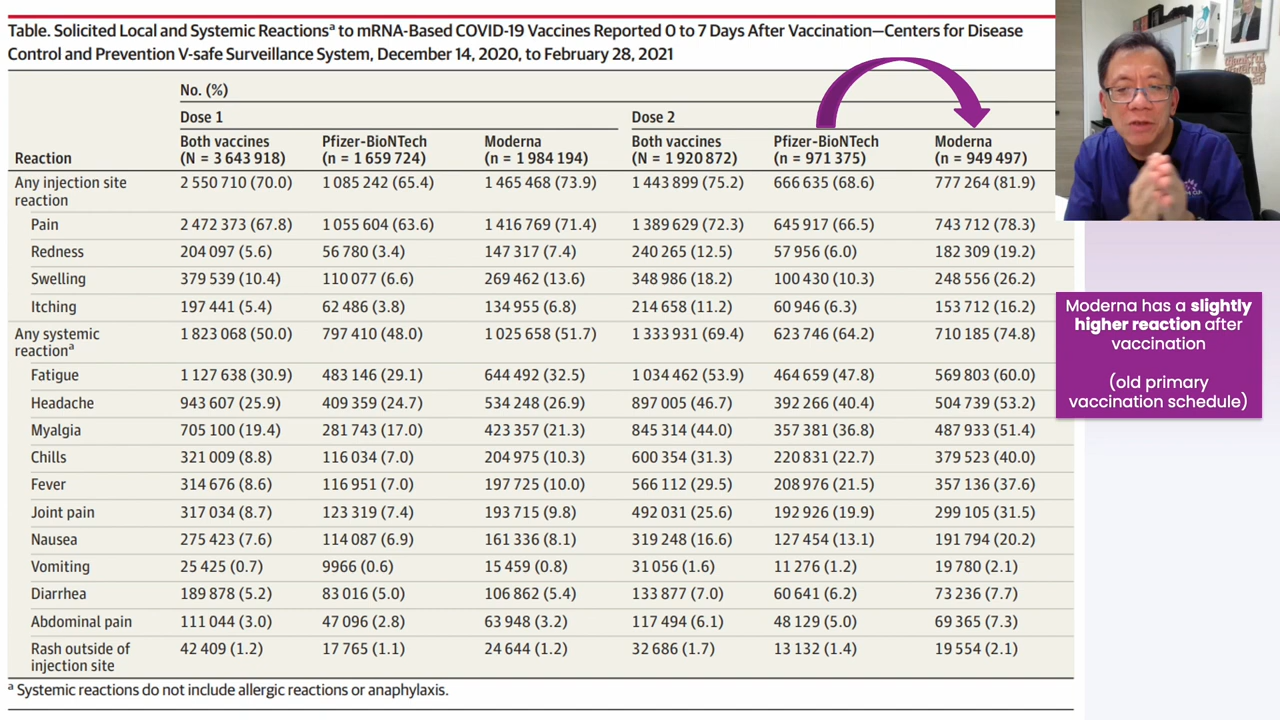 Table. Solicited Local and Systemic Reactionsᵃ to mRNA-Based COVID-19 Vaccines Reported 0 to 7 Days After Vaccination—Centers for Disease
Control and Prevention V-safe Surveillance System, December 14, 2020, to February 28, 2021
No. (%)
Dose 1 Dose 2
Both vaccines Pfizer-BioNTech Moderna Both vaccines Pfizer-BioNTech Moderna
Reaction (N = 3 643 918) (n = 1 659 724) (n = 1 984 194) (N = 1 920 872) (n = 971 375) (n = 949 497)
Any injection site 2 550 710 (70.0) 1 085 242 (65.4) 1 465 468 (73.9) 1 443 899 (75.2) 666 635 (68.6) 777 264 (81.9)
reaction
Pain 2 472 373 (67.8) 1 055 604 (63.6) 1 416 769 (71.4) 1 389 629 (72.3) 645 917 (66.5) 743 712 (78.3)
Redness 204 097 (5.6) 56 780 (3.4) 147 317 (7.4) 240 265 (12.5) 57 956 (6.0) 182 309 (19.2)
Swelling 379 539 (10.4) 110 077 (6.6) 269 462 (13.6) 348 986 (18.2) 100 430 (10.3) 248 556 (26.2)
Itching 197 441 (5.4) 62 486 (3.8) 134 955 (6.8) 214 658 (11.2) 60 946 (6.3) 153 712 (16.2)
Any systemic 1 823 068 (50.0) 797 410 (48.0) 1 025 658 (51.7) 1 333 931 (69.4) 623 746 (64.2) 710 185 (74.8)
reactionᵃ
Fatigue 1 127 638 (30.9) 483 146 (29.1) 644 492 (32.5) 1 034 462 (53.9) 464 659 (47.8) 569 803 (60.0)
Headache 943 607 (25.9) 409 359 (24.7) 534 248 (26.9) 897 005 (46.7) 392 266 (40.4) 504 739 (53.2)
Myalgia 705 100 (19.4) 281 743 (17.0) 423 357 (21.3) 845 314 (44.0) 357 381 (36.8) 487 933 (51.4)
Chills 321 009 (8.8) 116 034 (7.0) 204 975 (10.3) 600 354 (31.3) 220 831 (22.7) 379 523 (40.0)
Fever 314 676 (8.6) 116 951 (7.0) 197 725 (10.0) 566 112 (29.5) 208 976 (21.5) 357 136 (37.6)
Joint pain 317 034 (8.7) 123 319 (7.4) 193 715 (9.8) 492 031 (25.6) 192 926 (19.9) 299 105 (31.5)
Nausea 275 423 (7.6) 114 087 (6.9) 161 336 (8.1) 319 248 (16.6) 127 454 (13.1) 191 794 (20.2)
Vomiting 25 425 (0.7) 9966 (0.6) 15 459 (0.8) 31 056 (1.6) 11 276 (1.2) 19 780 (2.1)
Diarrhea 189 878 (5.2) 83 016 (5.0) 106 862 (5.4) 133 877 (7.0) 60 641 (6.2) 73 236 (7.7)
Abdominal pain 111 044 (3.0) 47 096 (2.8) 63 948 (3.2) 117 494 (6.1) 48 129 (5.0) 69 365 (7.3)
Rash outside of 42 409 (1.2) 17 765 (1.1) 24 644 (1.2) 32 686 (1.7) 13 132 (1.4) 19 554 (2.1)
injection site
ᵃ Systemic reactions do not include allergic reactions or anaphylaxis.
Moderna has a slightly
higher reaction after
vaccination
(old primary
vaccination schedule)